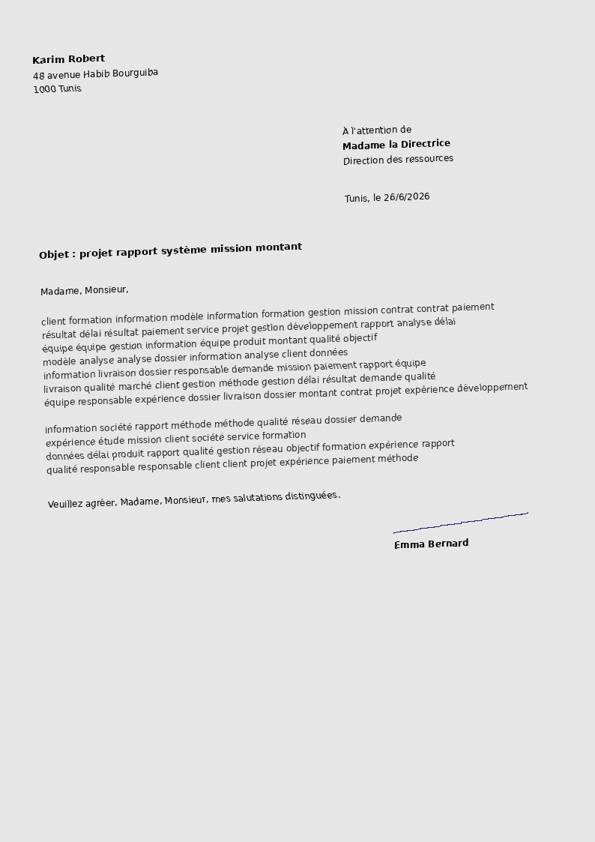 Karim Robert
48 avenue Habib Bourguiba
1000 Tunis
À l'attention de
Madame la Directrice
Direction des ressources
Tunis, le 26/6/2026
Objet : projet rapport système mission montant
Madame, Monsieur,
client formation information modèle information formation gestion mission contrat contrat paiement
résultat délai résultat paiement service projet gestion développement rapport analyse délai
équipe équipe gestion information équipe produit montant qualité objectif
modèle analyse analyse dossier information analyse client données
information livraison dossier responsable demande mission paiement rapport équipe
livraison qualité marché client gestion méthode gestion délai résultat demande qualité
équipe responsable expérience dossier livraison dossier montant contrat projet expérience développement
information société rapport méthode méthode qualité réseau dossier demande
expérience étude mission client société service formation
données délai produit rapport qualité gestion réseau objectif formation expérience rapport
qualité responsable responsable client client projet expérience paiement méthode
Veuillez agréer, Madame, Monsieur, mes salutations distinguées.
Emma Bernard